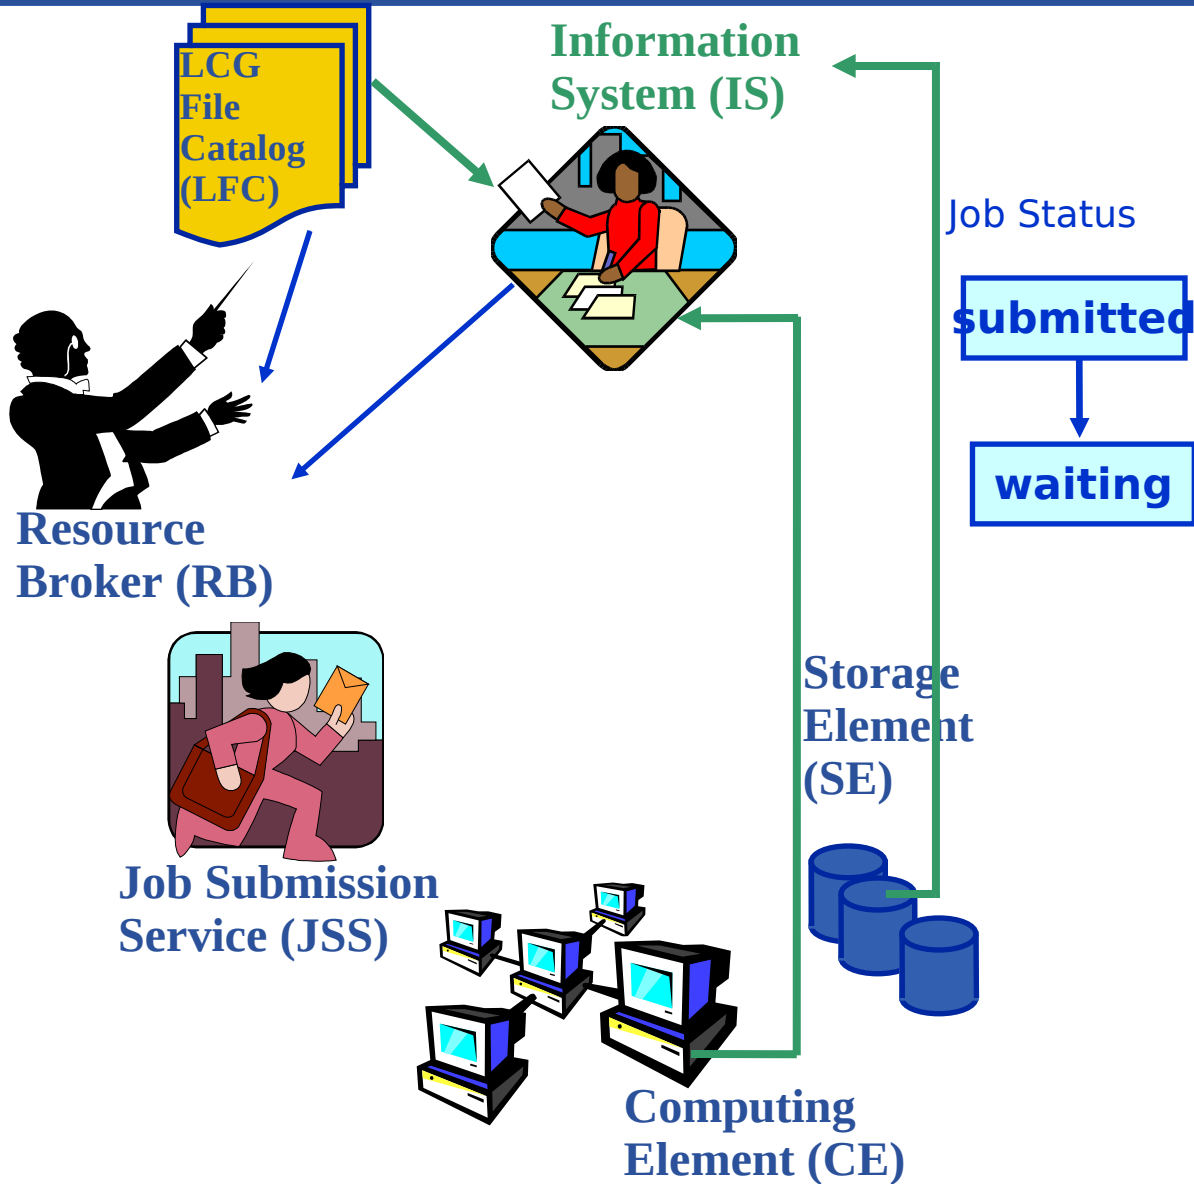 LCG
File
Catalog
(LFC)
Information
System (IS)
Job Status
submitted
waiting
Resource
Broker (RB)
Storage
Element
(SE)
Job Submission
Service (JSS)
Computing
Element (CE)